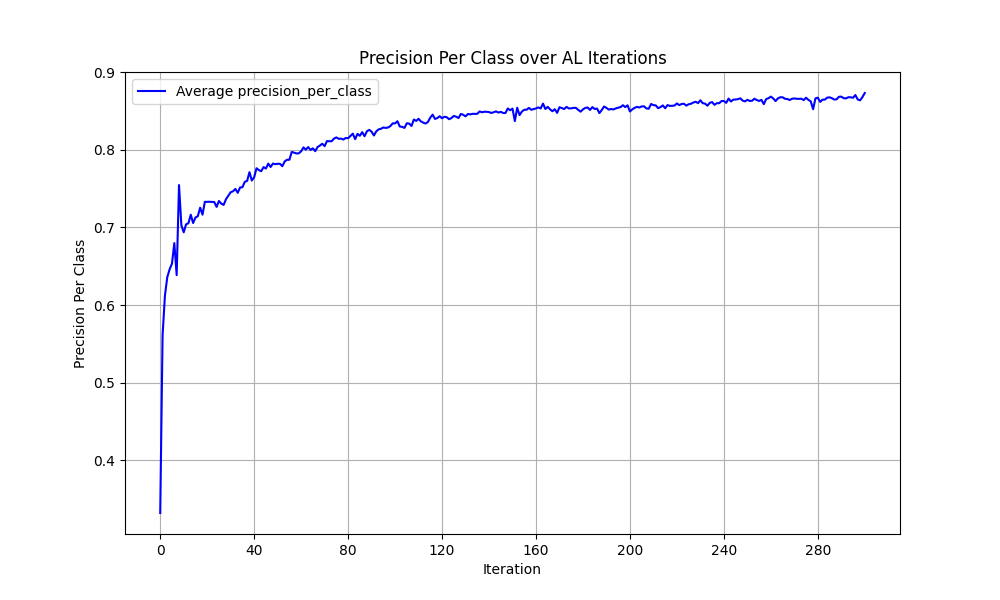 Precision Per Class over AL Iterations
Average precision_per_class
Precision Per Class
0.9
0.8
0.7
0.6
0.5
0.4
0 40 80 120 160 200 240 280
Iteration